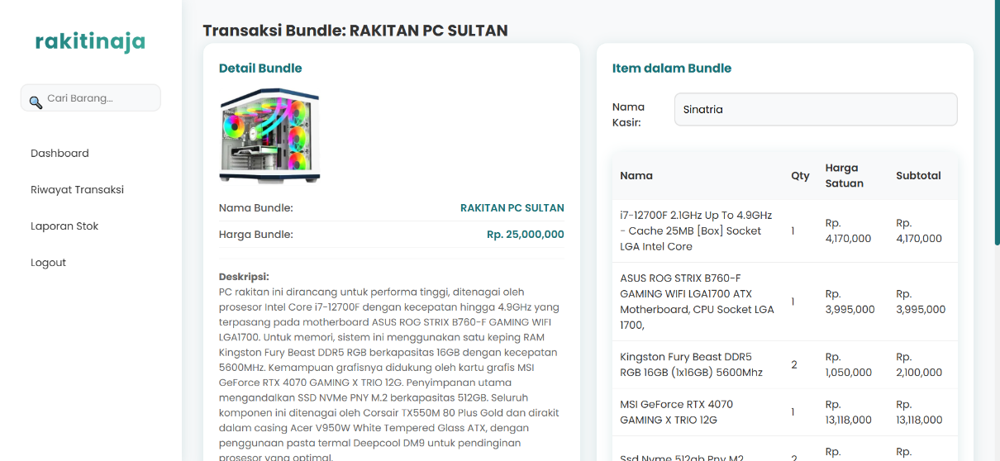 rakitinaja
Cari Barang...
Dashboard
Riwayat Transaksi
Laporan Stok
Logout
Transaksi Bundle: RAKITAN PC SULTAN
Detail Bundle
Nama Bundle: RAKITAN PC SULTAN
Harga Bundle: Rp. 25,000,000
Deskripsi:
PC rakitan ini dirancang untuk performa tinggi, ditenagai oleh
prosesor Intel Core i7-12700F dengan kecepatan hingga 4.9GHz yang
terpasang pada motherboard ASUS ROG STRIX B760-F GAMING WIFI
LGA1700. Untuk memori, sistem ini menggunakan satu keping RAM
Kingston Fury Beast DDR5 RGB berkapasitas 16GB dengan kecepatan
5600MHz. Kemampuan grafisnya didukung oleh kartu grafis MSI
GeForce RTX 4070 GAMING X TRIO 12G. Penyimpanan utama
mengandalkan SSD NVMe PNY M.2 berkapasitas 512GB. Seluruh
komponen ini ditenagai oleh Corsair TX550M 80 Plus Gold dan dirakit
dalam casing Acer V950W White Tempered Glass ATX, dengan
penggunaan pasta termal Deepcool DM9 untuk pendinginan
prosesor yang optimal.
Item dalam Bundle
Nama
Kasir:
Sinatria
Nama Qty Harga
Satuan Subtotal
i7-12700F 2.1GHz Up To 4.9GHz
- Cache 25MB [Box] Socket
LGA Intel Core
1
Rp.
4,170,000
Rp.
4,170,000
ASUS ROG STRIX B760-F
GAMING WIFI LGA1700 ATX
Motherboard, CPU Socket LGA
1700,
1
Rp.
3,995,000
Rp.
3,995,000
Kingston Fury Beast DDR5
RGB 16GB (1x16GB) 5600Mhz
2
Rp.
1,050,000
Rp.
2,100,000
MSI GeForce RTX 4070
GAMING X TRIO 12G
1
Rp.
13,118,000
Rp.
13,118,000
Ssd Nvme 512gb Pny M2
2
Rp.
Rp.